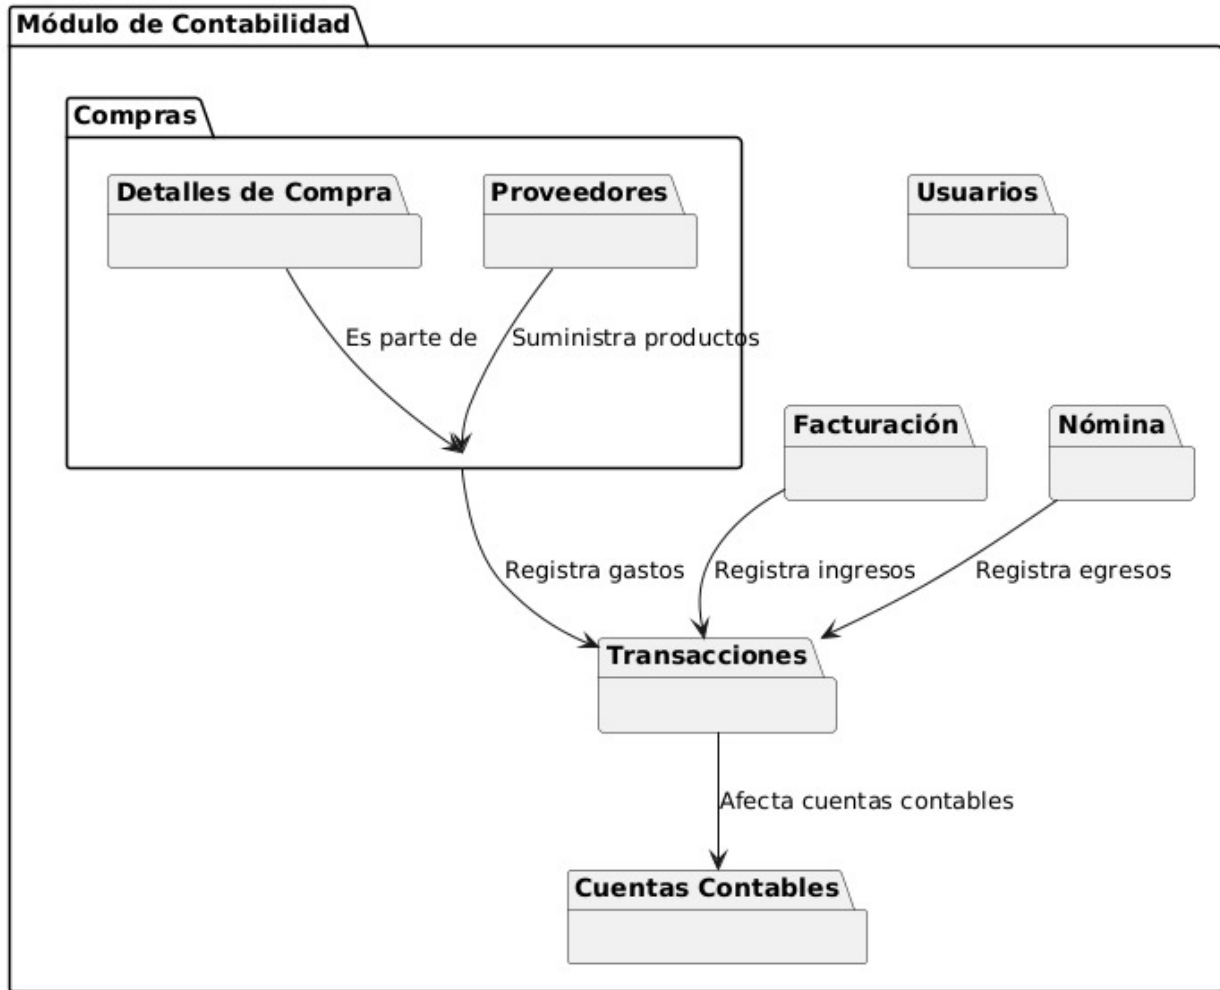 Módulo de Contabilidad
Compras
Detalles de Compra
Proveedores
Usuarios
Es parte de
Suministra productos
Facturación
Nómina
Registra gastos
Registra ingresos
Registra egresos
Transacciones
Afecta cuentas contables
Cuentas Contables